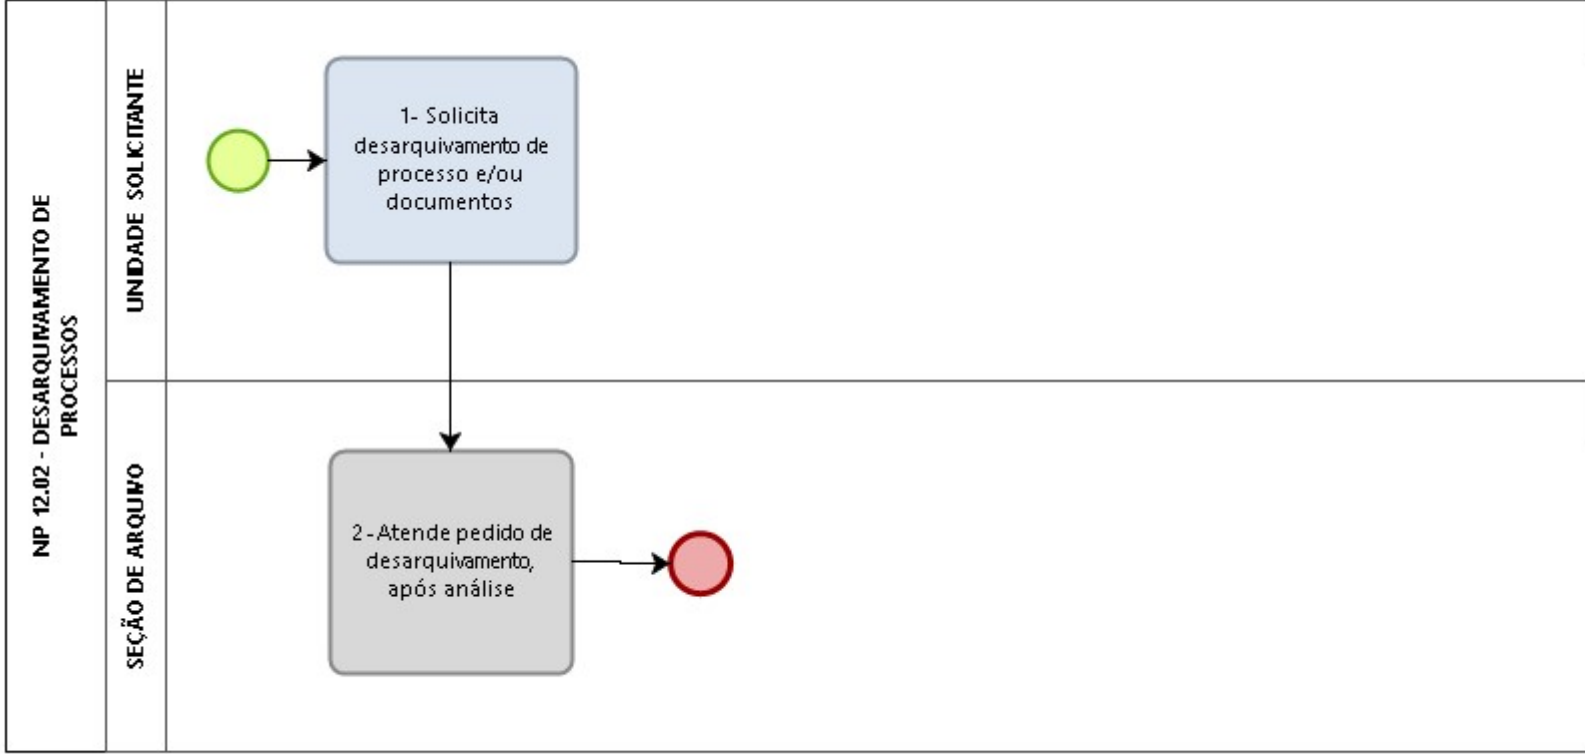 NP 12.02 - DESARQUIVAMENTO DE
PROCESSOS
UNIDADE SOLICITANTE
1- Solicita
desarquivamento de
processo e/ou
documentos
SEÇÃO DE ARQUIVO
2 - Atende pedido de
desarquivamento,
após análise